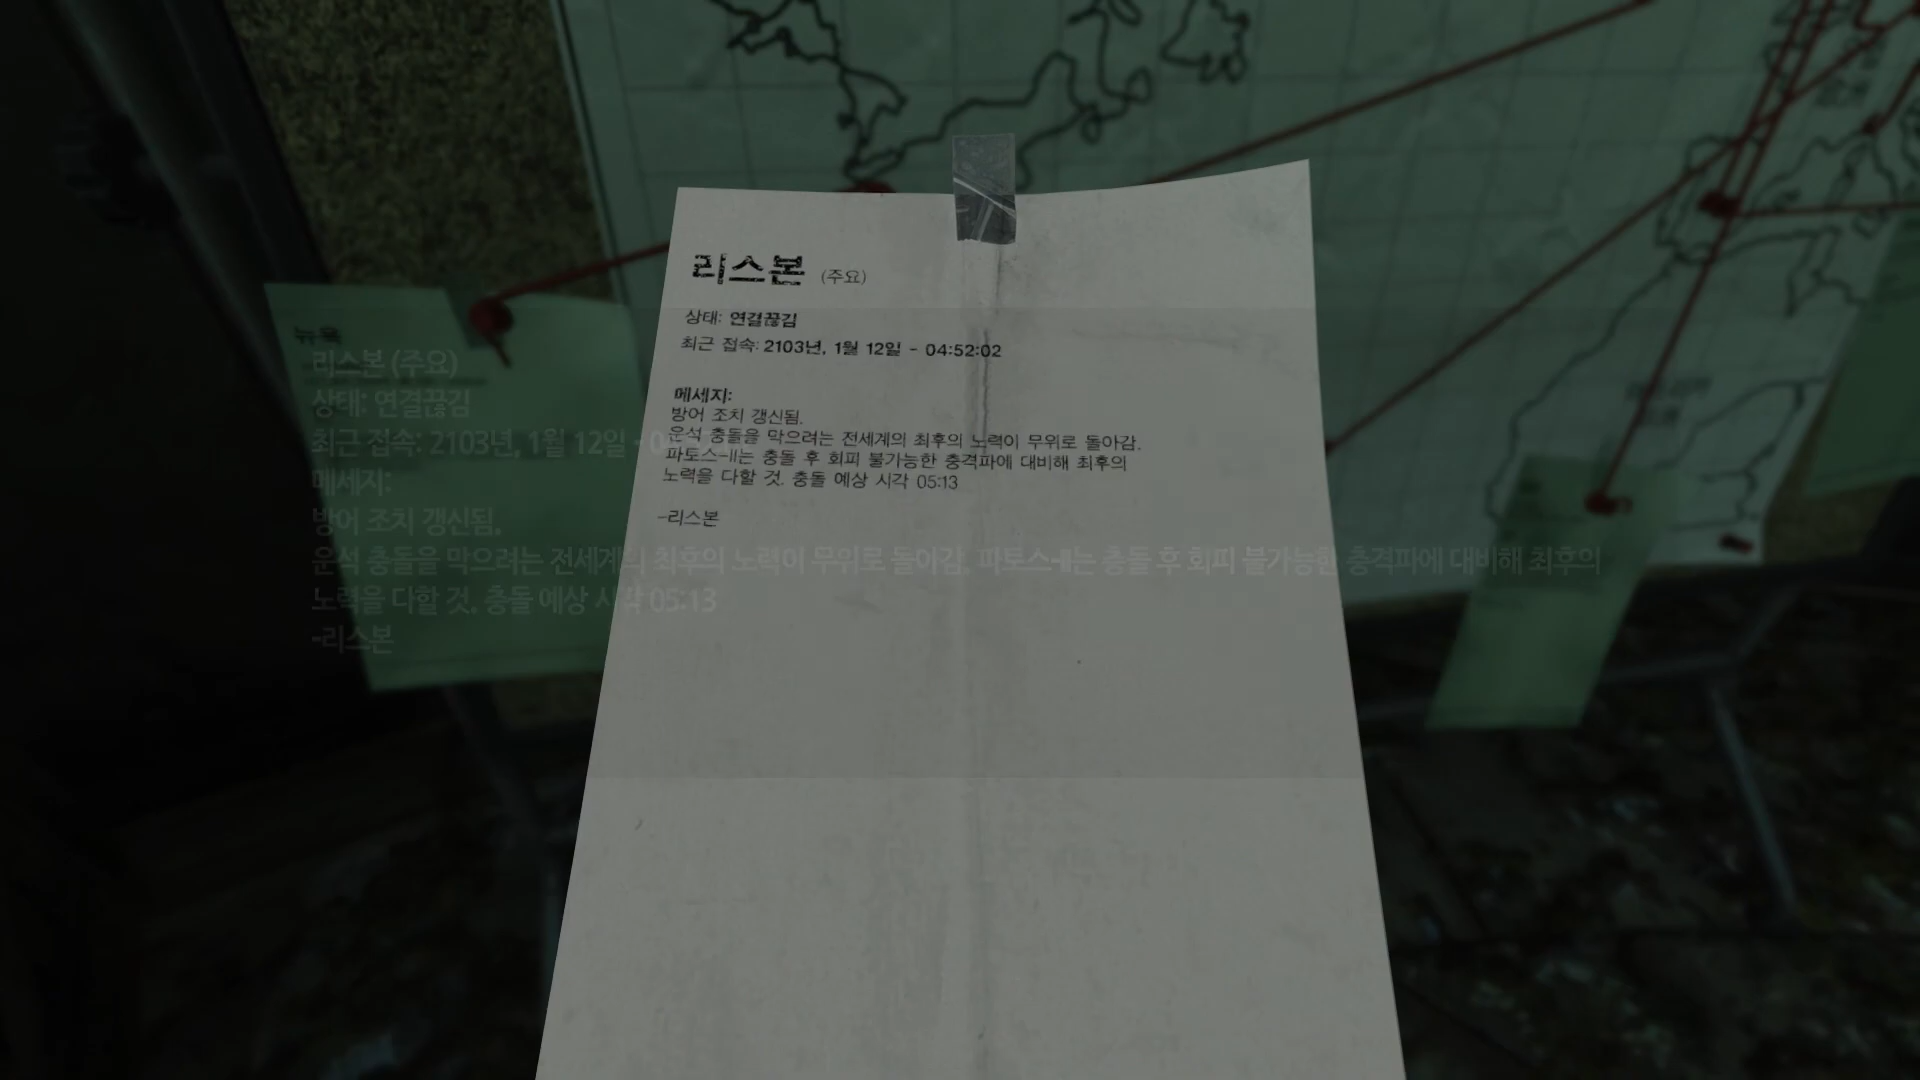 리스본 (주요)
상태: 연결끊김
최근 접속: 2103년, 1월 12일 - 04:52:02
메세지:
방어 조치 갱신됨.
운석 충돌을 막으려는 전세계의 최후의 노력이 무위로 돌아감.
파토스-II는 충돌 후 회피 불가능한 충격파에 대비해 최후의
노력을 다할 것. 충돌 예상 시각 05:13
-리스본
뉴욕
리스본 (주요)
상태: 연결끊김
최근 접속: 2103년, 1월 12일 -
메세지:
방어 조치 갱신됨.
운석 충돌을 막으려는 전세계의 최후의 노력이 무위로 돌아감. 파토스-II는 충돌 후 회피 불가능한 충격파에 대비해 최후의
노력을 다할 것. 충돌 예상 시각 05:13
-리스본